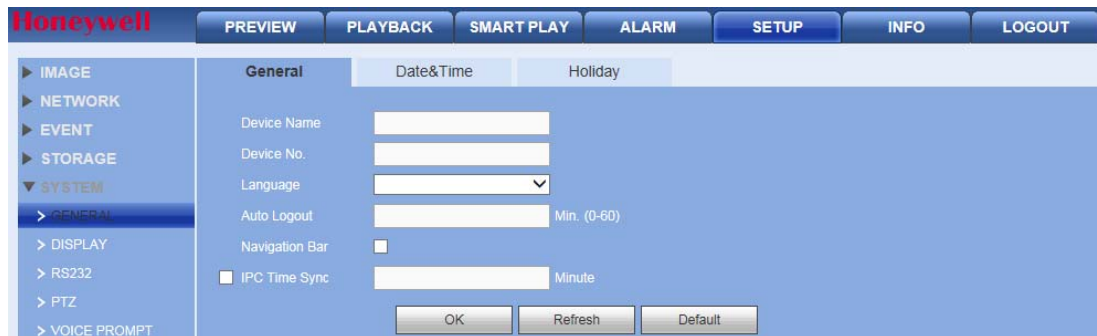 Honeywell
PREVIEW PLAYBACK SMART PLAY ALARM SETUP INFO LOGOUT
IMAGE
NETWORK
EVENT
STORAGE
SYSTEM
GENERAL
DISPLAY
RS232
PTZ
VOICE PROMPT
General Date&Time Holiday
Device Name
Device No.
Language
Auto Logout Min. (0-60)
Navigation Bar
IPC Time Sync Minute
OK Refresh Default